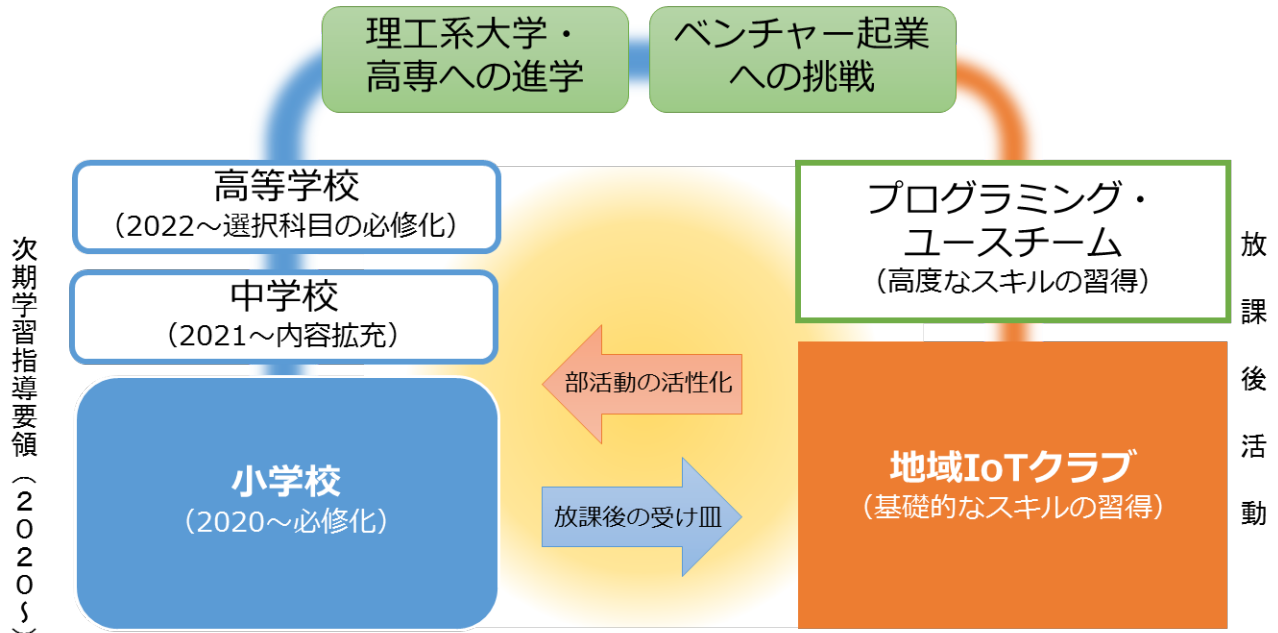 理工系大学・
高専への進学
ベンチャー起業
への挑戦
次期学習指導要領（２０２０～）
高等学校
（2022～選択科目の必修化）
中学校
（2021～内容拡充）
小学校
（2020～必修化）
部活動の活性化
放課後の受け皿
プログラミング・
ユースチーム
（高度なスキルの習得）
地域IoTクラブ
（基礎的なスキルの習得）
放課後活動